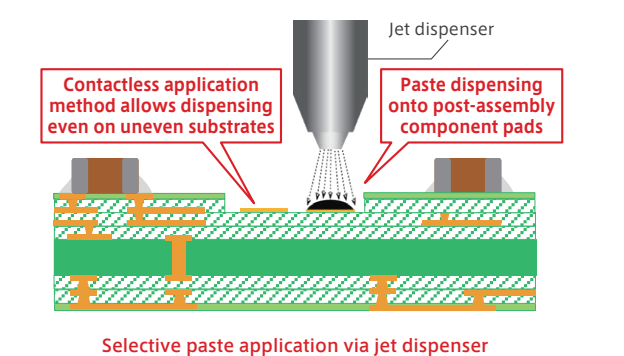 Jet dispenser
Contactless application
method allows dispensing
even on uneven substrates
Paste dispensing
onto post-assembly
component pads
Selective paste application via jet dispenser